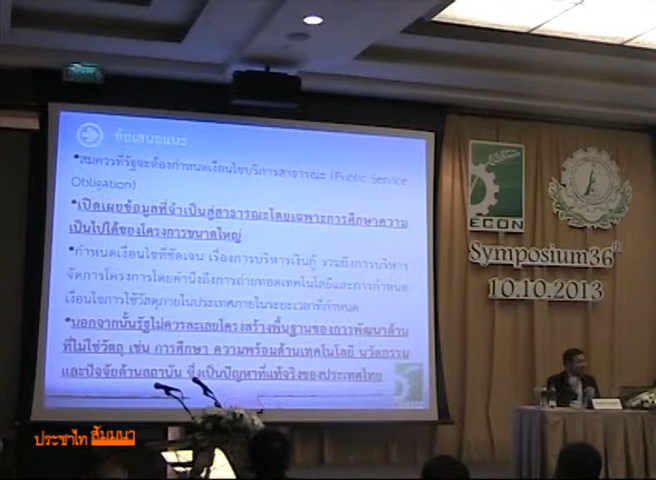 ข้อเสนอแนะ
•สมควรที่รัฐจะต้องกำหนดเงื่อนไขบริการสาธารณะ (Public Service
Obligation)
•เปิดเผยข้อมูลที่จำเป็นสู่สาธารณะโดยเฉพาะการศึกษาความ
เป็นไปได้ของโครงการขนาดใหญ่
•กำหนดเงื่อนไขที่ชัดเจน เรื่องการบริหารเงินกู้ รวมถึงการบริหาร
จัดการโครงการโดยคำนึงถึงการถ่ายทอดเทคโนโลยีและการกำหนด
เงื่อนไขการใช้วัสดุภายในประเทศภายในระยะเวลาที่กำหนด
•นอกจากนั้นรัฐไม่ควรละเลยโครงสร้างพื้นฐานของการพัฒนาด้าน
ที่ไม่ใช่วัตถุ เช่น การศึกษา ความพร้อมด้านเทคโนโลยี นวัตกรรม
และปัจจัยด้านสถาบัน ซึ่งเป็นปัญหาที่แท้จริงของประเทศไทย
ECON
Symposium36th
10.10.2013
ประชาไท สัมมนา